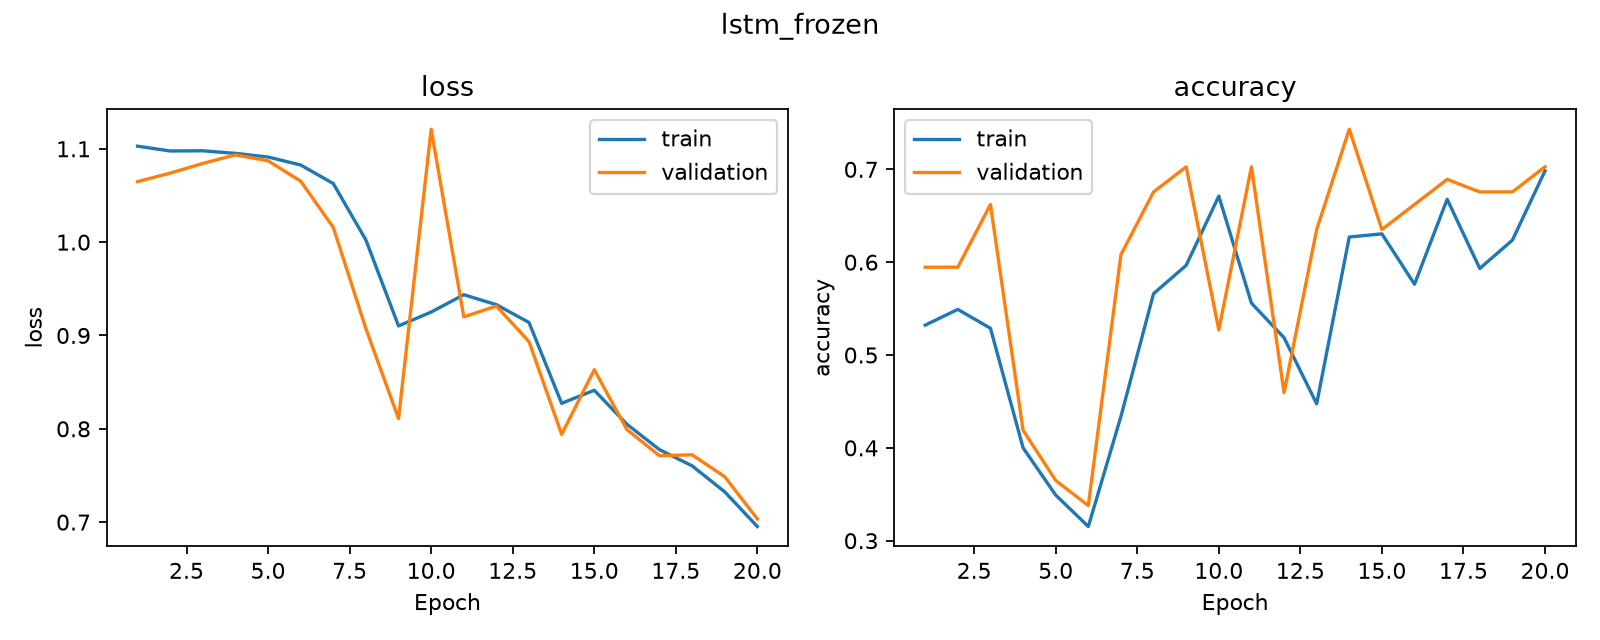 lstm_frozen
loss
train
validation
1.1
1.0
0.9
0.8
0.7
loss
2.5 5.0 7.5 10.0 12.5 15.0 17.5 20.0
Epoch
accuracy
train
validation
0.7
0.6
0.5
0.4
0.3
accuracy
2.5 5.0 7.5 10.0 12.5 15.0 17.5 20.0
Epoch